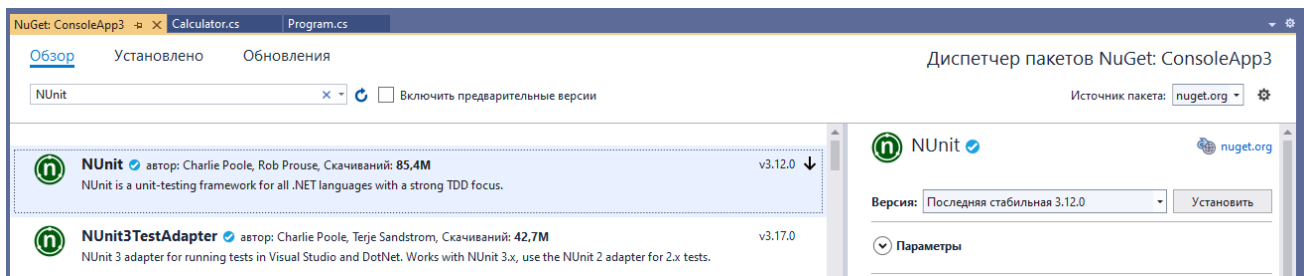 NuGet: ConsoleApp3 Calculator.cs Program.cs
Обзор Установлено Обновления
Диспетчер пакетов NuGet: ConsoleApp3
NUnit Включить предварительные версии
Источник пакета: nuget.org
NUnit автор: Charlie Poole, Rob Prouse, Скачиваний: 85,4M v3.12.0
NUnit is a unit-testing framework for all .NET languages with a strong TDD focus.
NUnit3TestAdapter автор: Charlie Poole, Terje Sandstrom, Скачиваний: 42,7M v3.17.0
NUnit 3 adapter for running tests in Visual Studio and DotNet. Works with NUnit 3.x, use the NUnit 2 adapter for 2.x tests.
n NUnit nuget.org
Версия: Последняя стабильная 3.12.0 Установить
Параметры